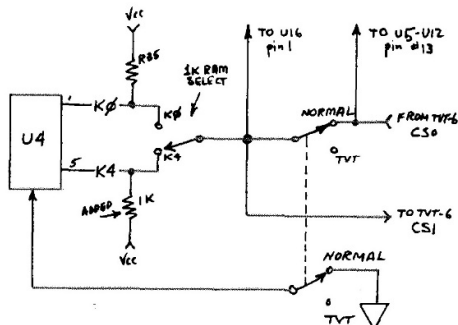 Vcc
R35
TO U16
pin 1
TO U5-U12
pin #13
1K RAM
SELECT
1
KØ
KØ
NORMAL
FROM TVT-6
CSO
U4
5
K4
K4
TVT
ADDED
1K
TO TVT-6
CS1
Vcc
NORMAL
TVT